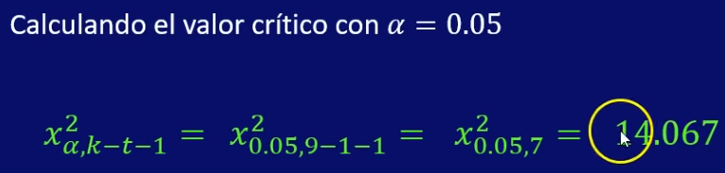 Calculando el valor crítico con α = 0.05
x²α,k−t−1 = x²0.05,9−1−1 = x²0.05,7 = 14.067